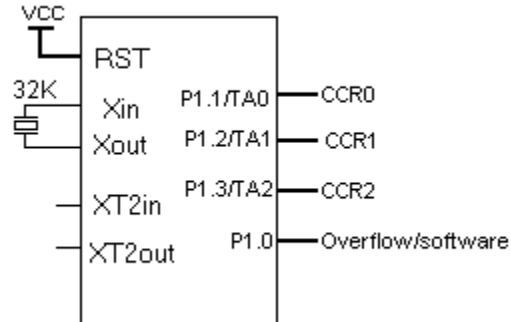 VCC
RST
32K
Xin
P1.1/TA0
CCR0
Xout
P1.2/TA1
CCR1
P1.3/TA2
CCR2
XT2in
P1.0
Overflow/software
XT2out